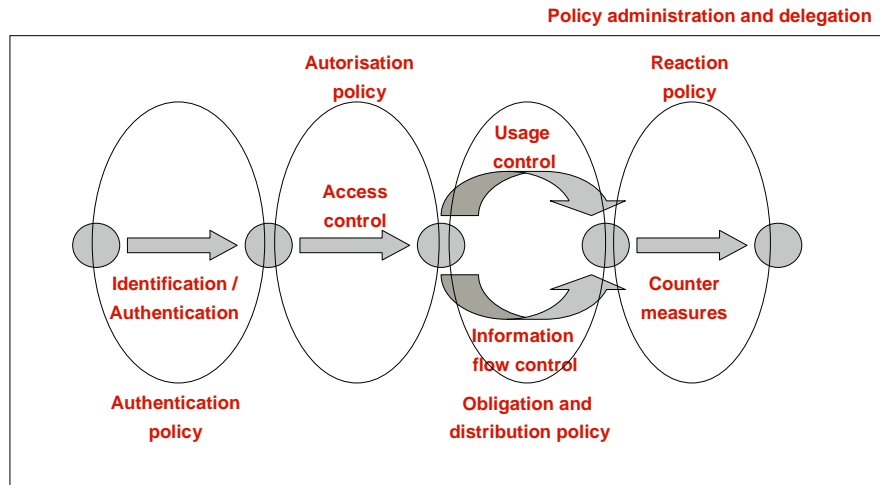 Policy administration and delegation
Autorisation
policy
Reaction
policy
Usage
control
Access
control
Identification /
Authentication
Counter
measures
Information
flow control
Authentication
policy
Obligation and
distribution policy